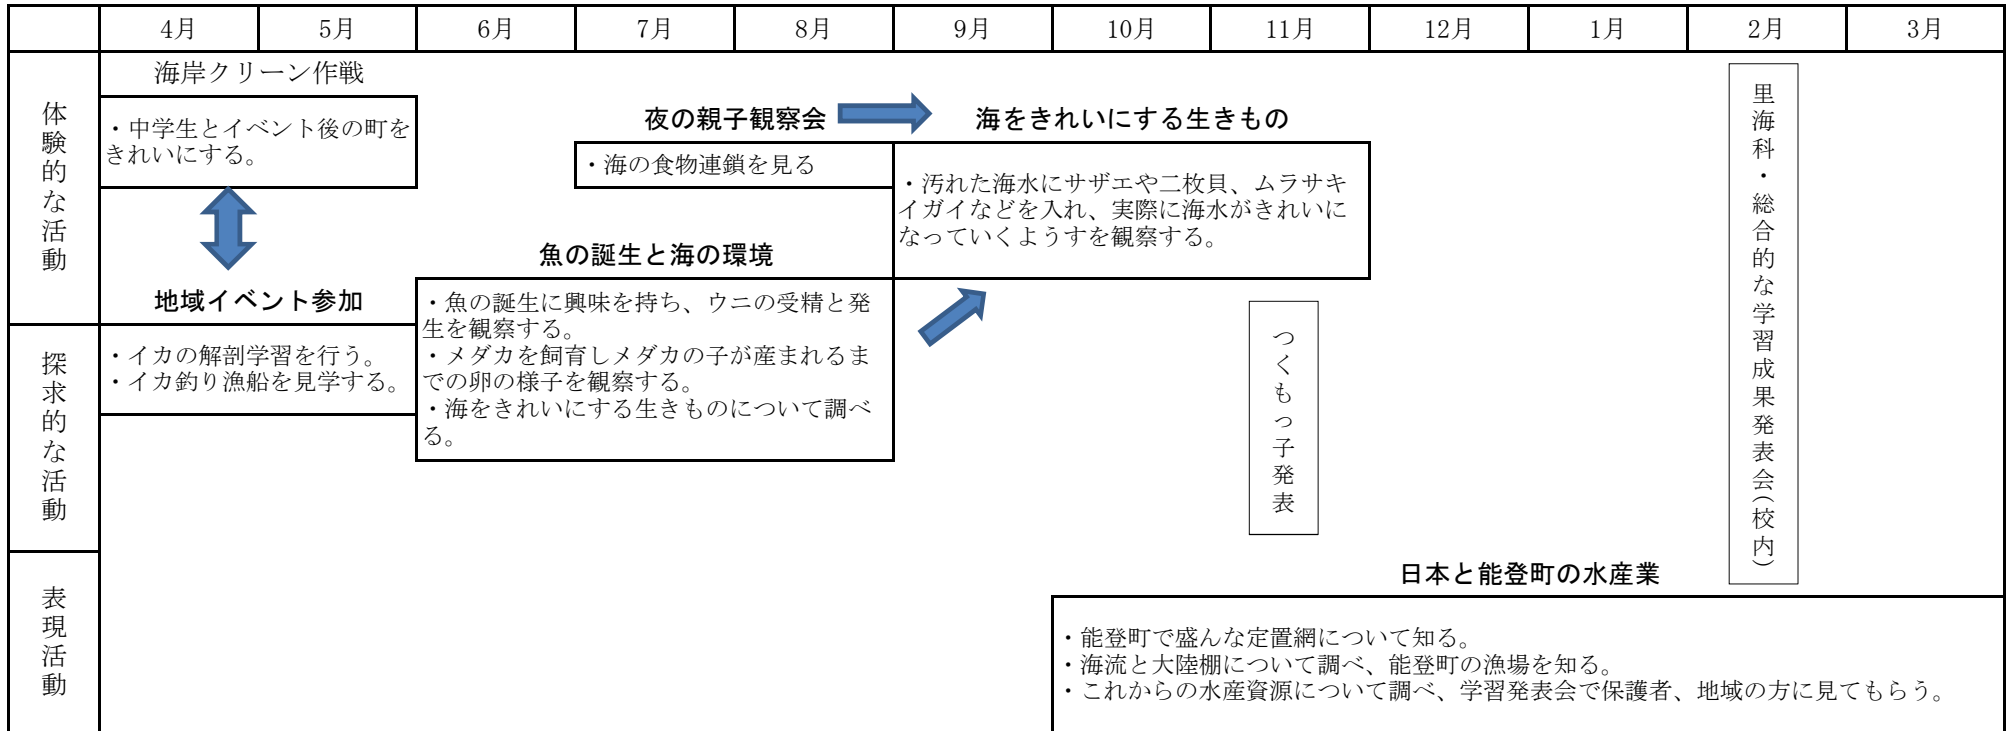 4月
5月
6月
7月
8月
9月
10月
11月
12月
1月
2月
3月
体験的な活動
海岸クリーン作戦
・中学生とイベント後の町を
きれいにする。
夜の親子観察会
・海の食物連鎖を見る
海をきれいにする生きもの
・汚れた海水にサザエや二枚貝、ムラサキ
イガイなどを入れ、実際に海水がきれいに
なっていくようすを観察する。
地域イベント参加
魚の誕生と海の環境
・魚の誕生に興味を持ち、ウニの受精と発
生を観察する。
・メダカを飼育しメダカの子が産まれるま
での卵の様子を観察する。
・海をきれいにする生きものについて調べ
る。
探求的な活動
・イカの解剖学習を行う。
・イカ釣り漁船を見学する。
つくもっ子発表
里海科・総合的な学習成果発表会(校内)
表現活動
日本と能登町の水産業
・能登町で盛んな定置網について知る。
・海流と大陸棚について調べ、能登町の漁場を知る。
・これからの水産資源について調べ、学習発表会で保護者、地域の方に見てもらう。